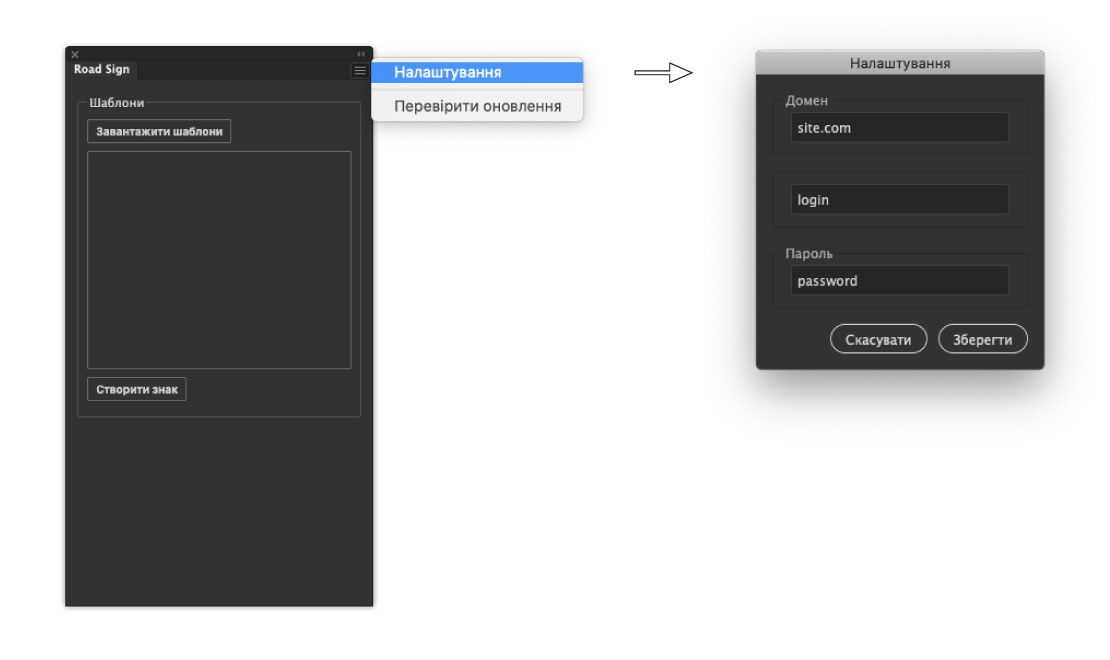 Road Sign
Шаблони
Завантажити шаблони
Створити знак
Налаштування
Перевірити оновлення
Налаштування
Домен
site.com
login
Пароль
password
Скасувати
Зберегти